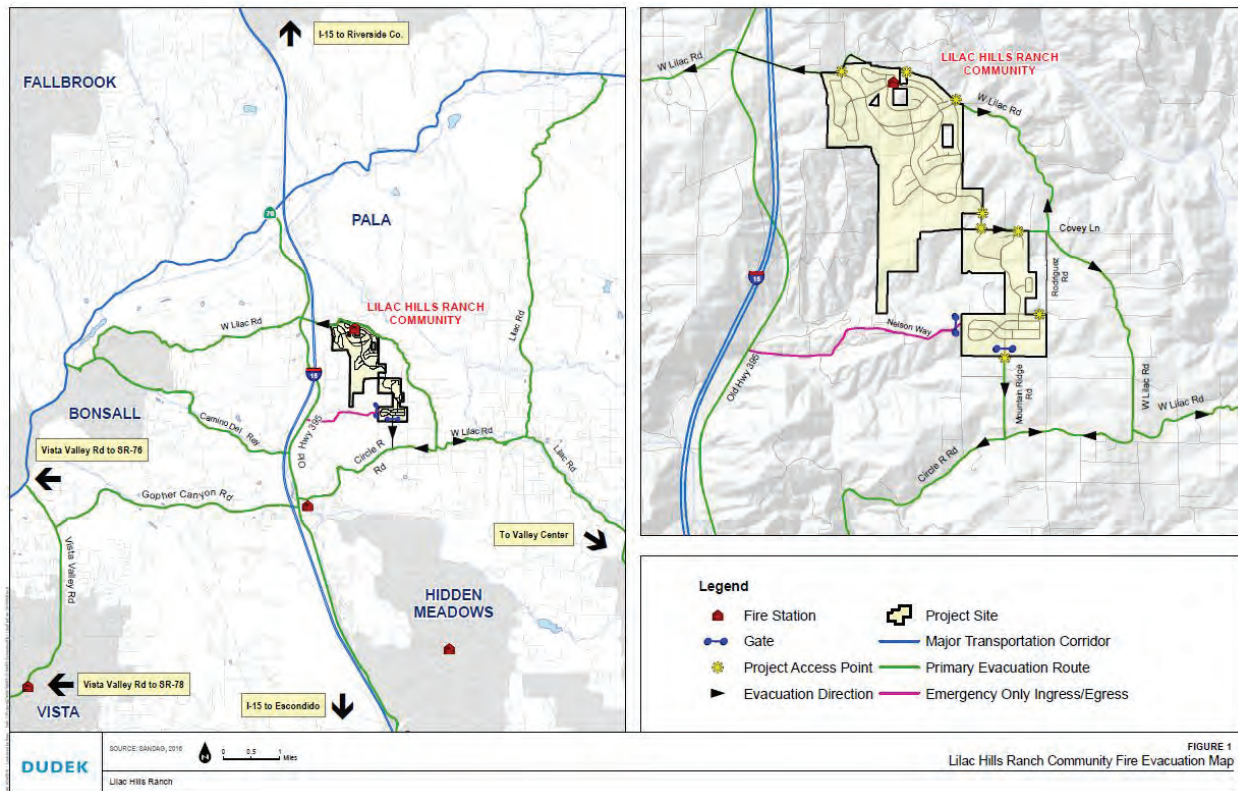 I-15 to Riverside Co.
FALLBROOK
76
PALA
LILAC HILLS RANCH
COMMUNITY
W Lilac Rd
15
Lilac Rd
BONSALL
Camino Del Rey
Old Hwy 395
Vista Valley Rd to SR-76
Circle R
Rd
W Lilac Rd
Lilac Rd
Gopher Canyon Rd
To Valley Center
Vista Valley Rd
HIDDEN
MEADOWS
Vista Valley Rd to SR-78
VISTA
I-15 to Escondido
W Lilac Rd
LILAC HILLS RANCH
COMMUNITY
W Lilac Rd
Covey Ln
15
Rodriguez
Rd
Nelson Way
Old Hwy 395
Mountain Ridge
Rd
W Lilac Rd
W Lilac Rd
Circle R Rd
Legend
Fire Station
Project Site
Gate
Major Transportation Corridor
Project Access Point
Primary Evacuation Route
Evacuation Direction
Emergency Only Ingress/Egress
DUDEK
SOURCE: SANDAG, 2016
N
0 0.5 1
Miles
Lilac Hills Ranch
FIGURE 1
Lilac Hills Ranch Community Fire Evacuation Map